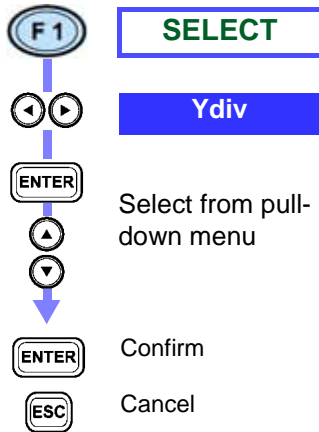 F1 SELECT
Ydiv
ENTER
Select from pull-
down menu
ENTER Confirm
ESC Cancel